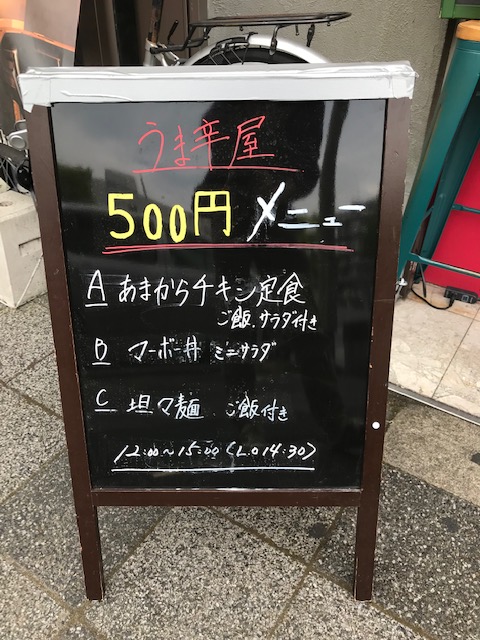 うま辛屋
500円 メニュー
A あまからチキン定食
ご飯、サラダ付き
B マーボー丼 ミニサラダ
C 坦々麺 ご飯付き
12:00〜15:00(L.O 14:30)